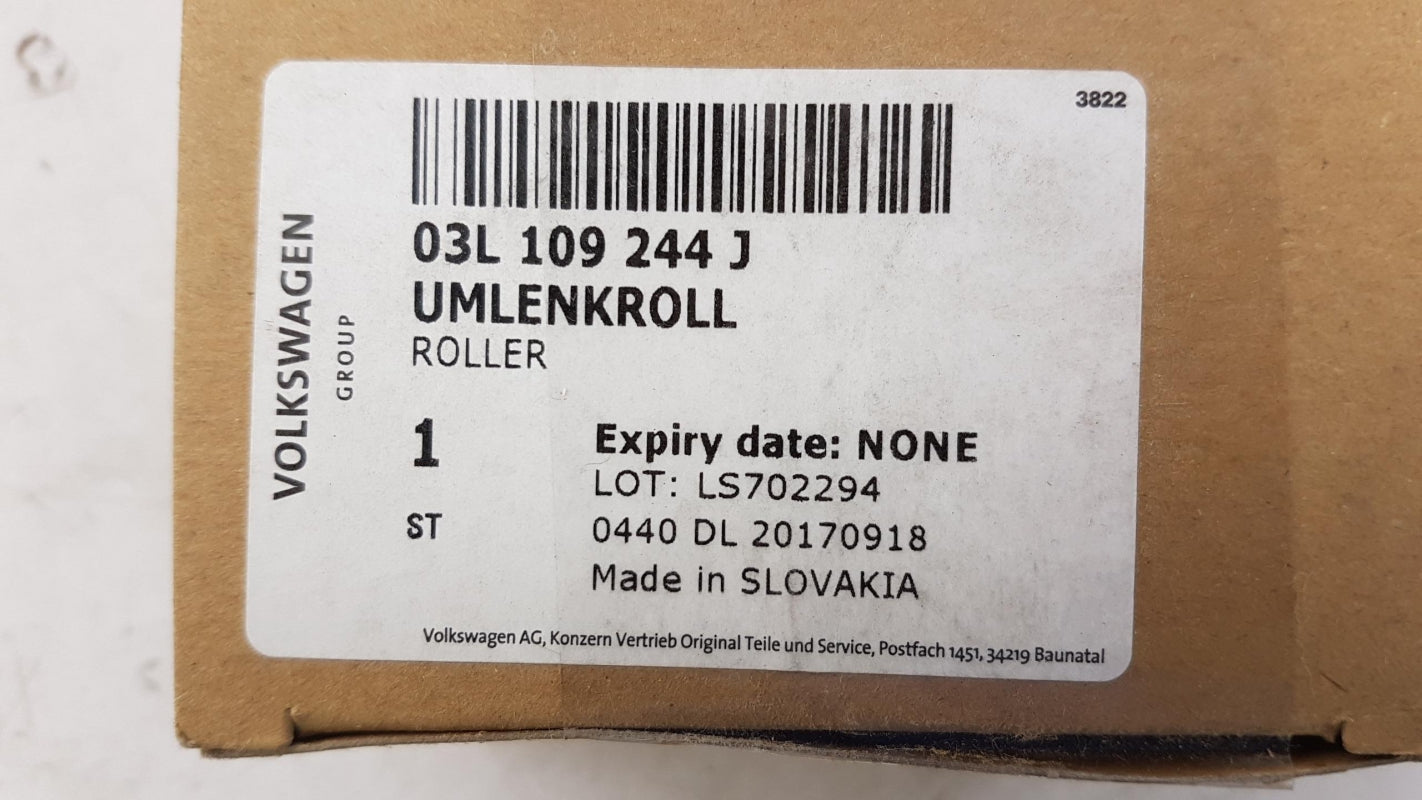 3822
VOLKSWAGEN
GROUP
03L 109 244 J
UMLENKROLL
ROLLER
1
ST
Expiry date: NONE
LOT: LS702294
0440 DL 20170918
Made in SLOVAKIA
Volkswagen AG, Konzern Vertrieb Original Teile und Service, Postfach 1451, 34219 Baunatal